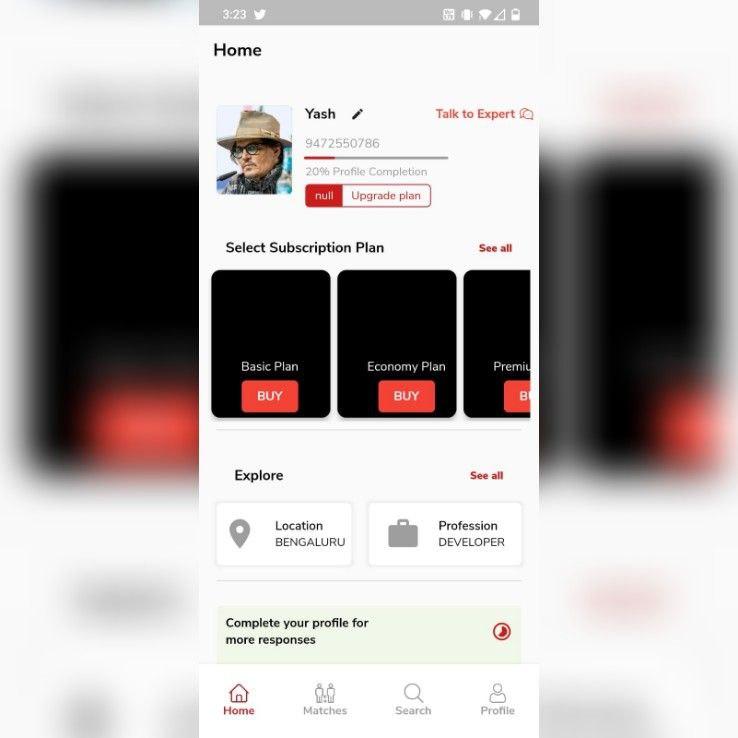 3:23
Home
Yash
Talk to Expert
9472550786
20% Profile Completion
null Upgrade plan
Select Subscription Plan
See all
Basic Plan
Economy Plan
Premiu
BUY
BUY
BU
Explore
See all
Location
BENGALURU
Profession
DEVELOPER
Complete your profile for
more responses
Home
Matches
Search
Profile